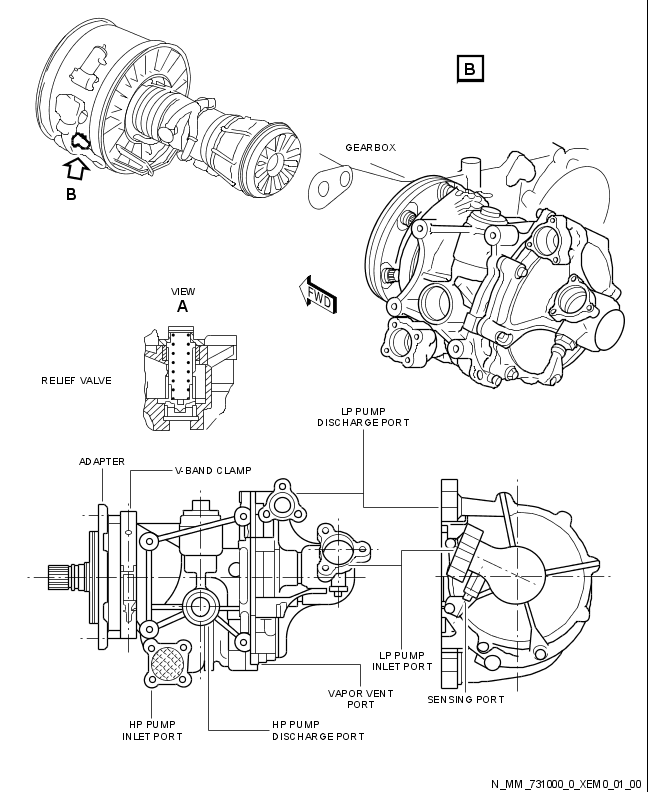 B
GEARBOX
B
FWD
VIEW
A
RELIEF VALVE
LP PUMP
DISCHARGE PORT
ADAPTER
V-BAND CLAMP
LP PUMP
INLET PORT
VAPOR VENT
PORT
SENSING PORT
HP PUMP
INLET PORT
HP PUMP
DISCHARGE PORT
N_MM_731000_0_XEM0_01_00